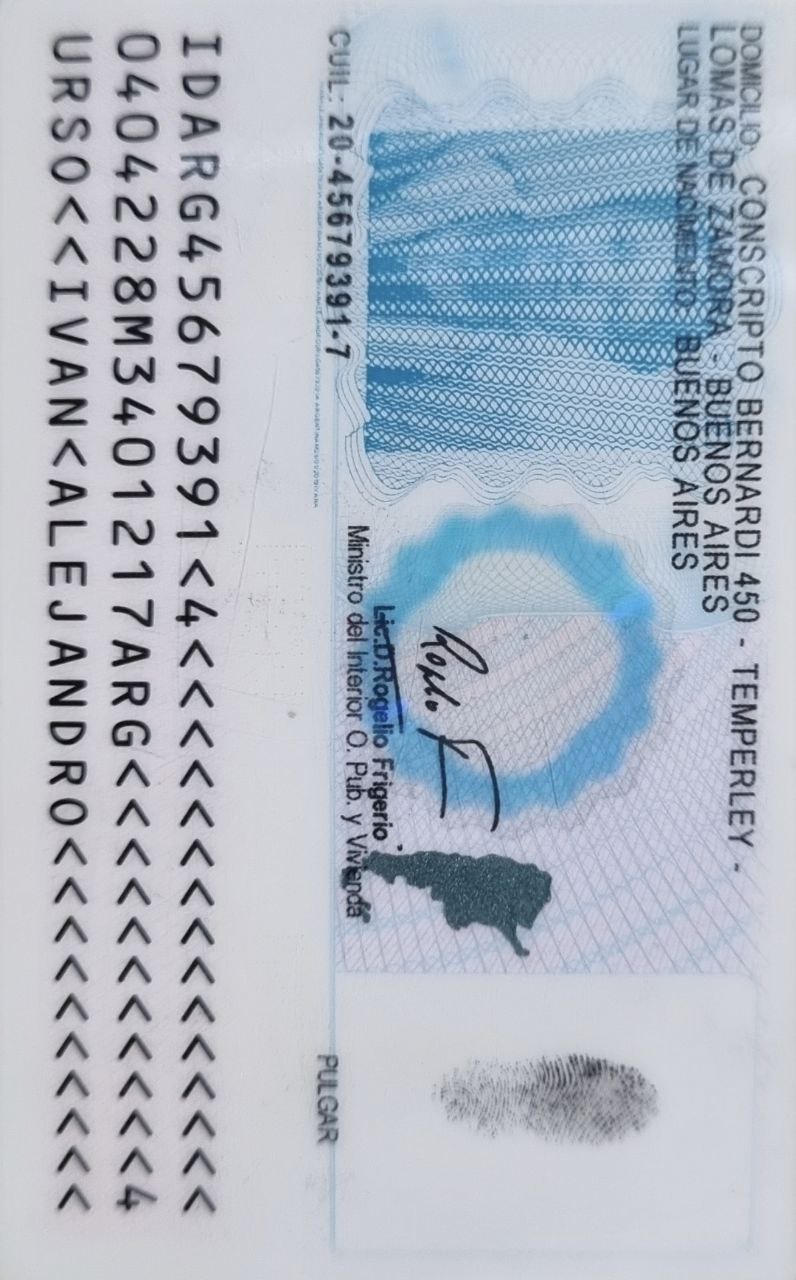 DOMICILIO: CONSCRIPTO BERNARDI 450 - TEMPERLEY -
LOMAS DE ZAMORA - BUENOS AIRES
LUGAR DE NACIMIENTO: BUENOS AIRES
Lic.D.Rogelio Frigerio
Ministro del Interior O. Pub. y Vivienda
CUIL: 20-45679391-7
PULGAR
IDARG45679391<4<<<<<<<<<<<<<<<
0404228M3401217ARG<<<<<<<<<<<4
URSO<<IVAN<ALEJANDRO<<<<<<<<<<